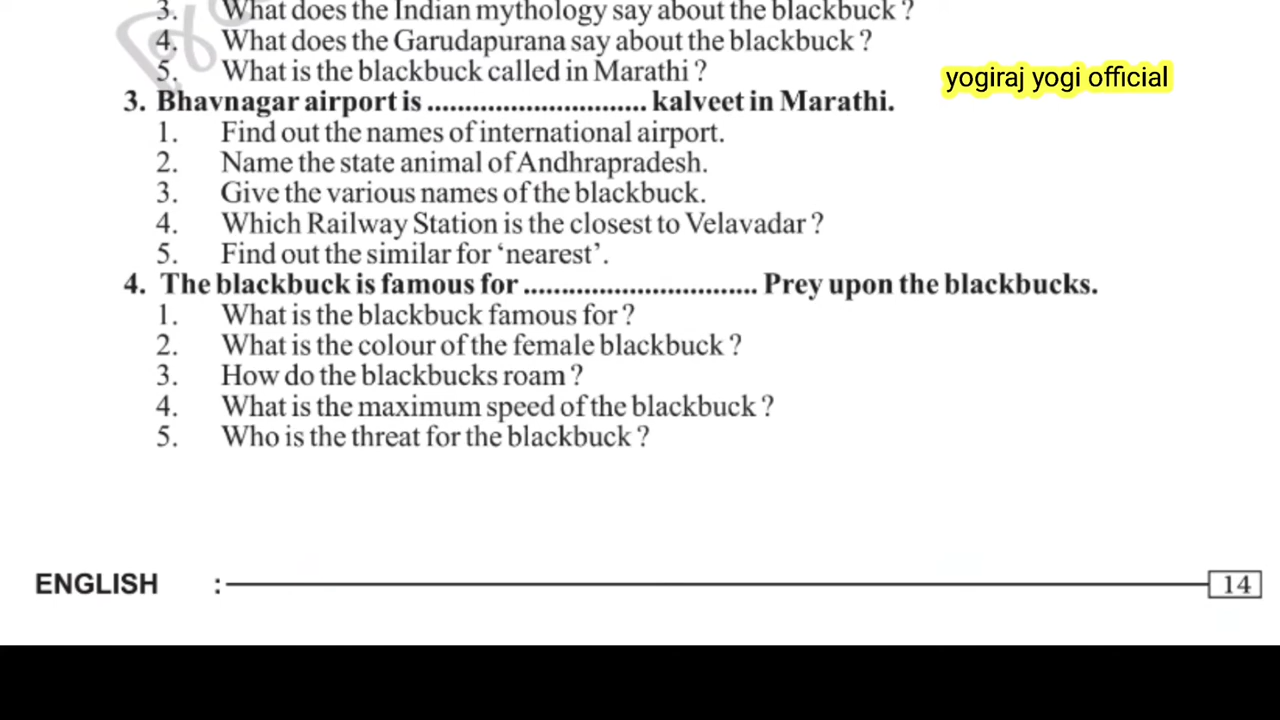 3. What does the Indian mythology say about the blackbuck ?
4. What does the Garudapurana say about the blackbuck ?
5. What is the blackbuck called in Marathi ?
yogiraj yogi official
3. Bhavnagar airport is ............................. kalveet in Marathi.
1. Find out the names of international airport.
2. Name the state animal of Andhrapradesh.
3. Give the various names of the blackbuck.
4. Which Railway Station is the closest to Velavadar ?
5. Find out the similar for ‘nearest’.
4. The blackbuck is famous for ............................... Prey upon the blackbucks.
1. What is the blackbuck famous for ?
2. What is the colour of the female blackbuck ?
3. How do the blackbucks roam ?
4. What is the maximum speed of the blackbuck ?
5. Who is the threat for the blackbuck ?
ENGLISH : 14